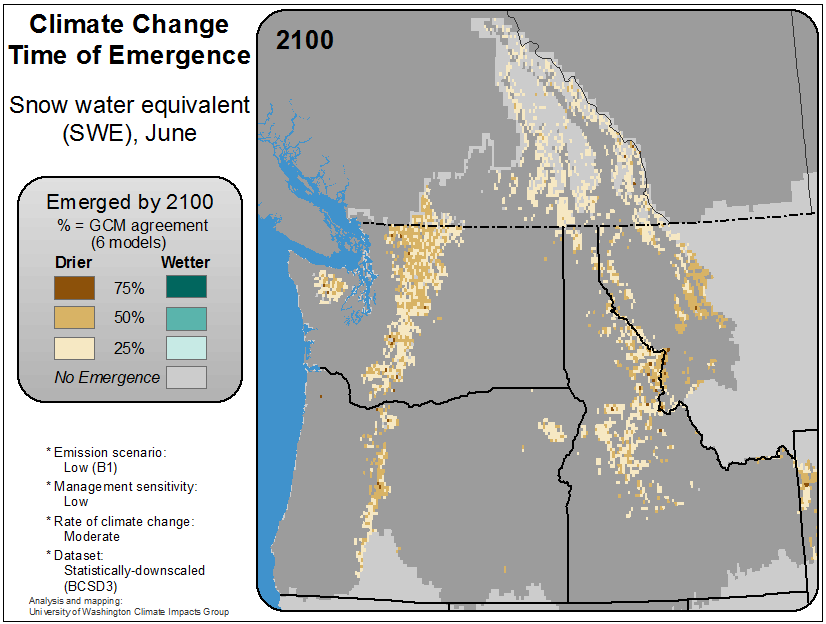 Climate Change
Time of Emergence
Snow water equivalent
(SWE), June
Emerged by 2100
% = GCM agreement
(6 models)
Drier Wetter
75%
50%
25%
No Emergence
* Emission scenario:
Low (B1)
* Management sensitivity:
Low
* Rate of climate change:
Moderate
* Dataset:
Statistically-downscaled
(BCSD3)
Analysis and mapping:
University of Washington Climate Impacts Group
2100